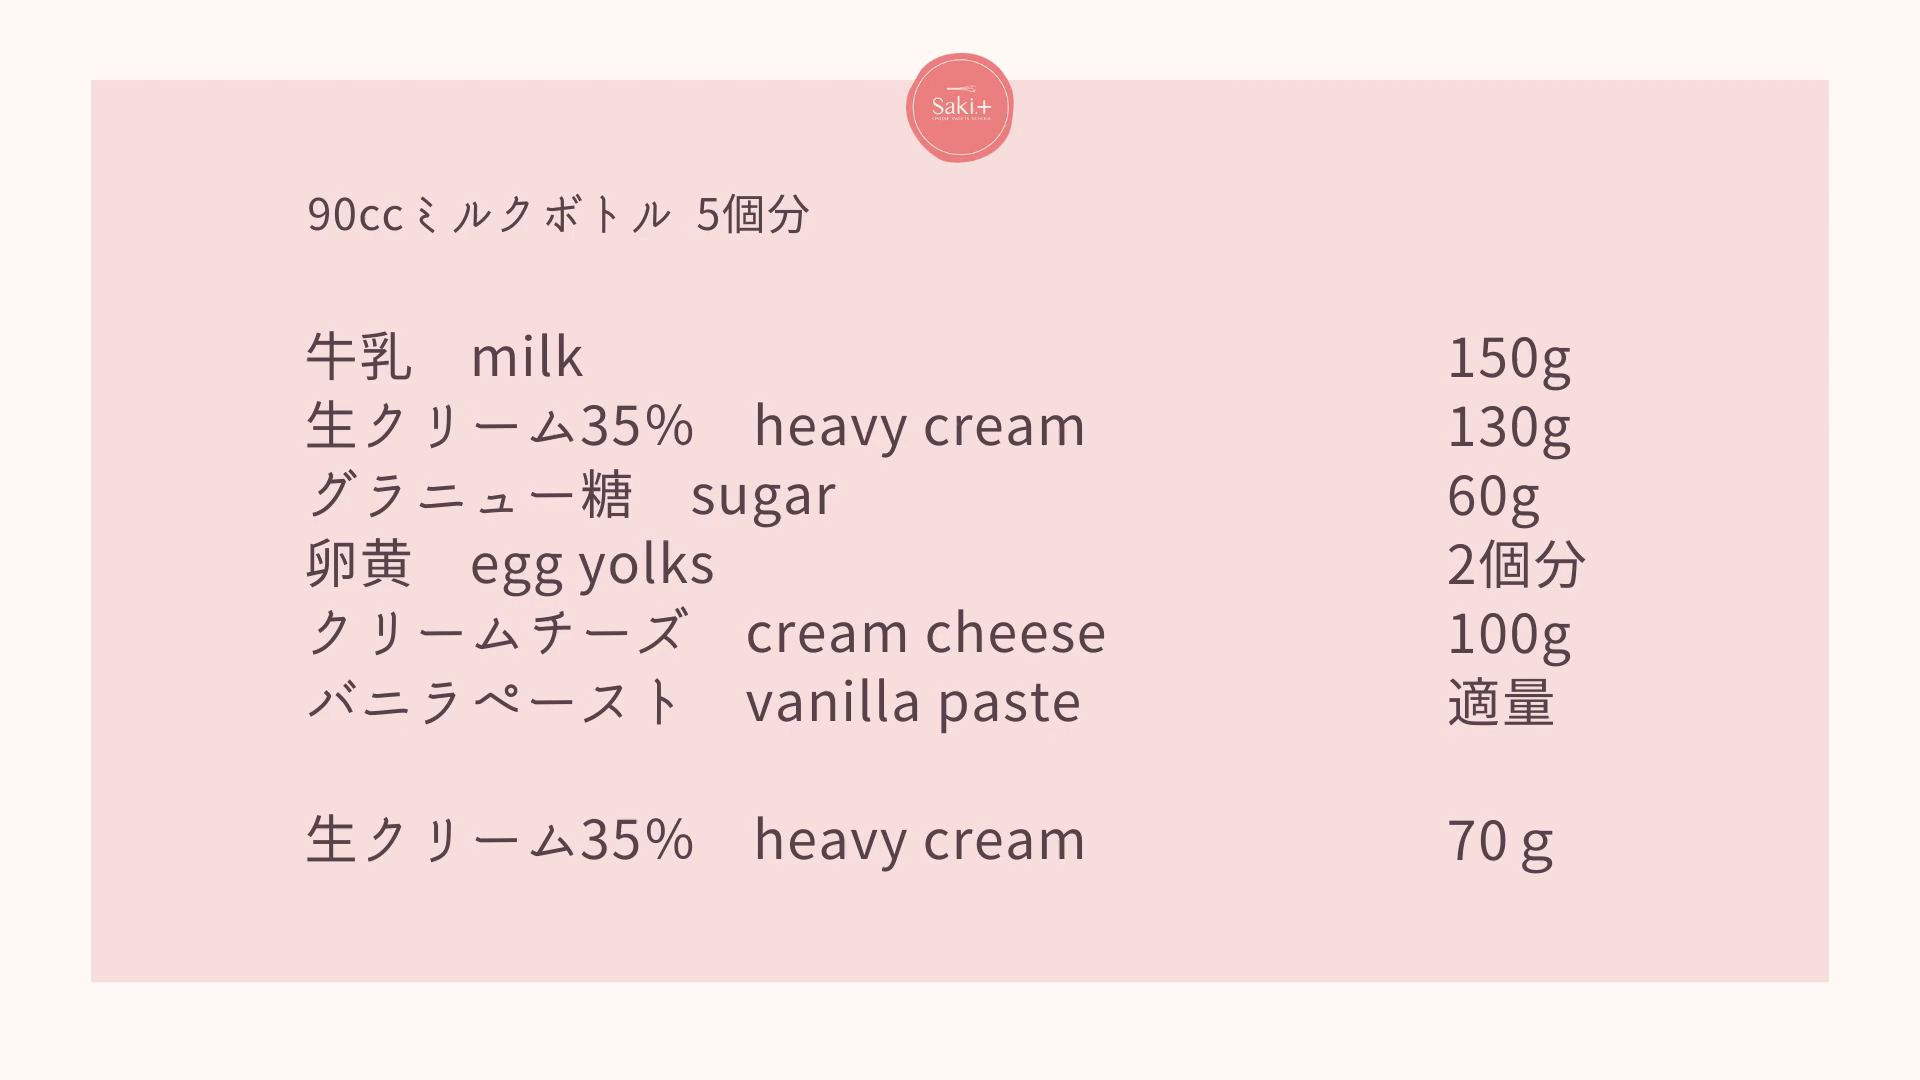 Saki.+
90ccミルクボトル 5個分
牛乳　milk 150g
生クリーム35%　heavy cream 130g
グラニュー糖　sugar 60g
卵黄　egg yolks 2個分
クリームチーズ　cream cheese 100g
バニラペースト　vanilla paste 適量
生クリーム35%　heavy cream 70 g